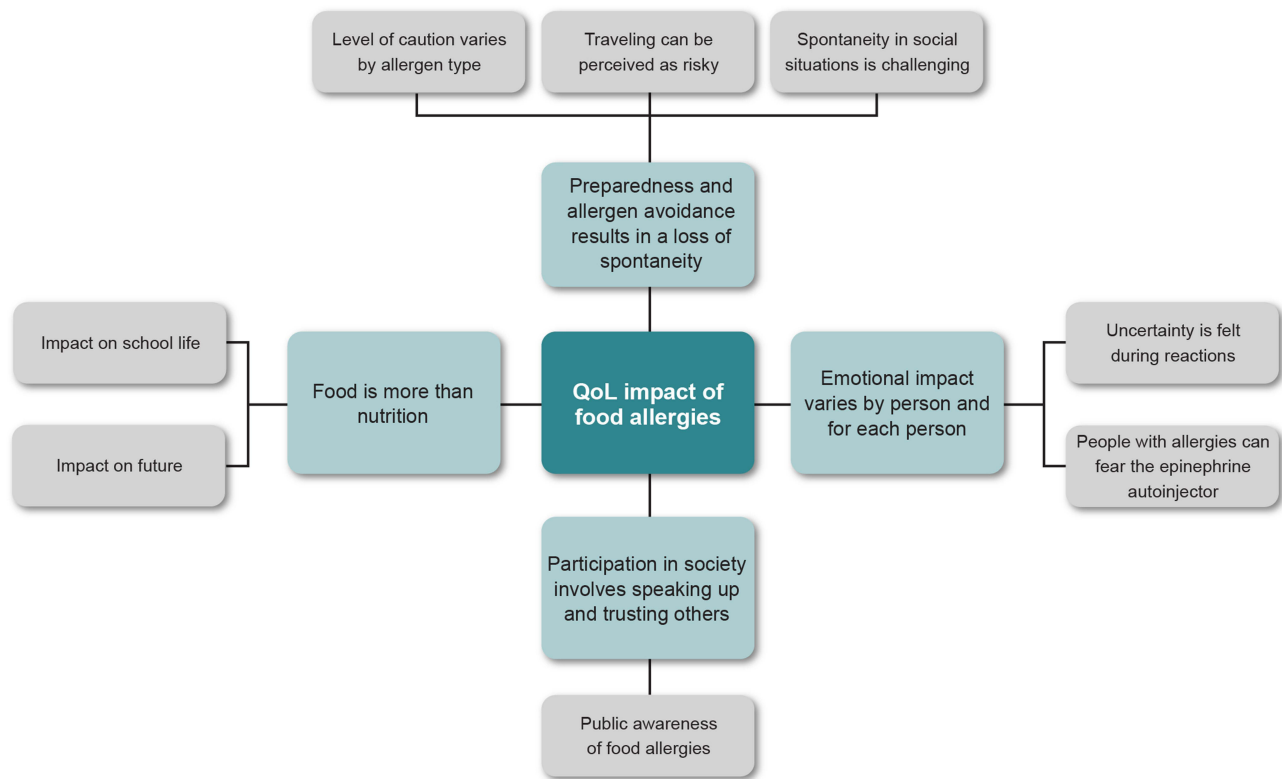 Level of caution varies
by allergen type
Traveling can be
perceived as risky
Spontaneity in social
situations is challenging
Preparedness and
allergen avoidance
results in a loss of
spontaneity
Impact on school life
Impact on future
Food is more than
nutrition
QoL impact of
food allergies
Emotional impact
varies by person and
for each person
Uncertainty is felt
during reactions
People with allergies can
fear the epinephrine
autoinjector
Participation in society
involves speaking up
and trusting others
Public awareness
of food allergies